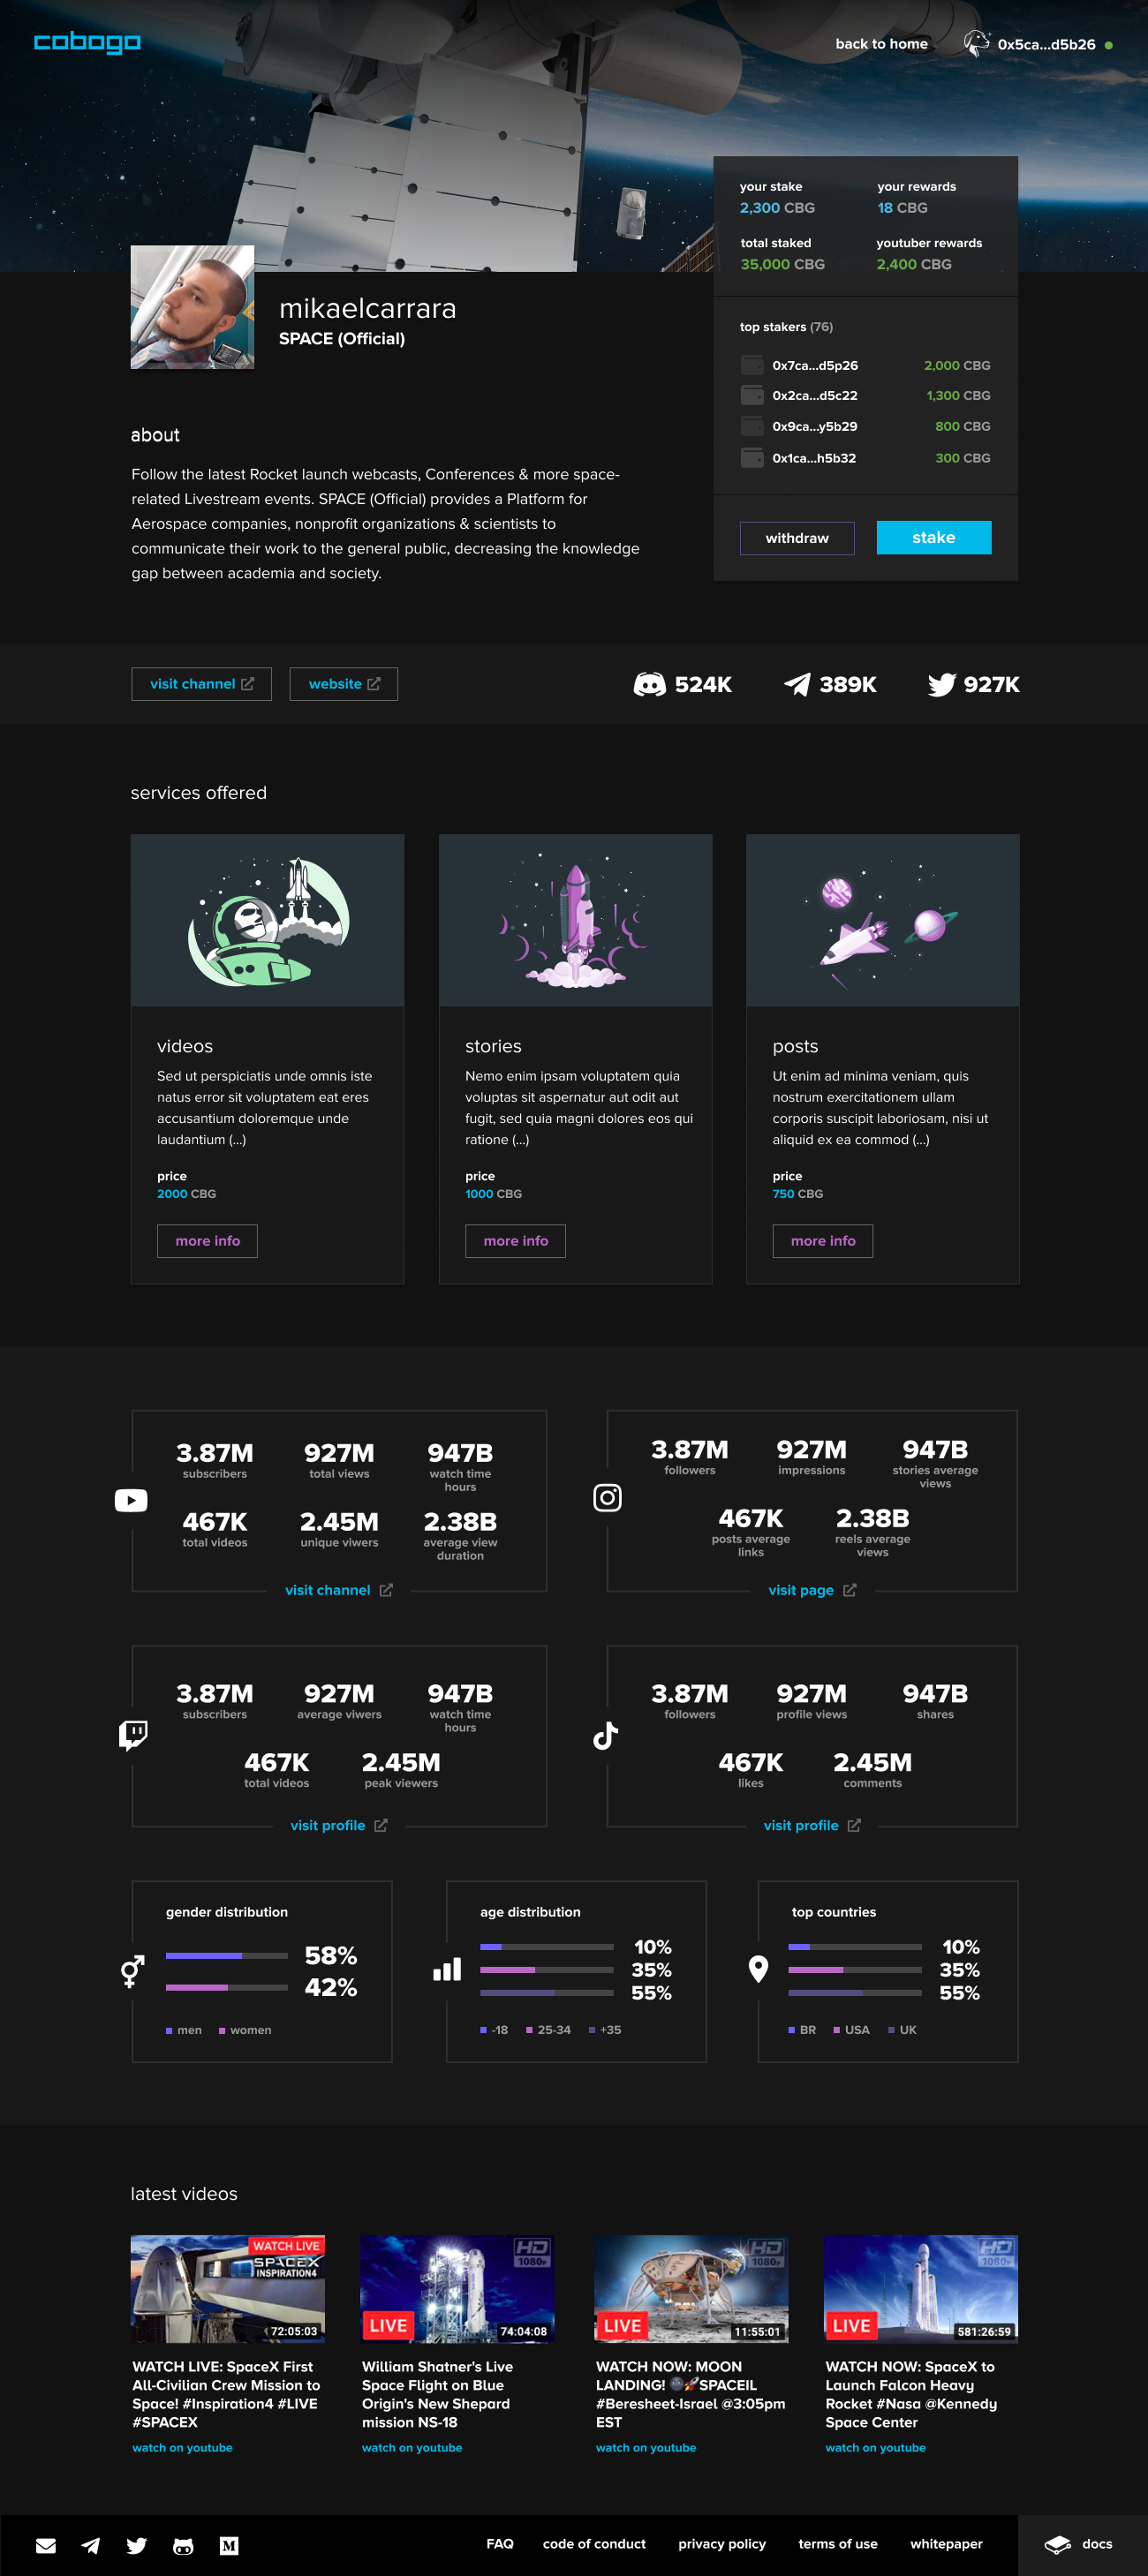 cobogo
back to home
0x5ca...d5b26
your stake
2,300 CBG
your rewards
18 CBG
total staked
35,000 CBG
youtuber rewards
2,400 CBG
mikaelcarrara
SPACE (Official)
top stakers (76)
0x7ca...d5p26 2,000 CBG
0x2ca...d5c22 1,300 CBG
0x9ca...y5b29 800 CBG
0x1ca...h5b32 300 CBG
withdraw
stake
about
Follow the latest Rocket launch webcasts, Conferences & more space-
related Livestream events. SPACE (Official) provides a Platform for
Aerospace companies, nonprofit organizations & scientists to
communicate their work to the general public, decreasing the knowledge
gap between academia and society.
visit channel
website
524K
389K
927K
services offered
videos
Sed ut perspiciatis unde omnis iste
natus error sit voluptatem eat eres
accusantium doloremque unde
laudantium (...)
price
2000 CBG
more info
stories
Nemo enim ipsam voluptatem quia
voluptas sit aspernatur aut odit aut
fugit, sed quia magni dolores eos qui
ratione (...)
price
1000 CBG
more info
posts
Ut enim ad minima veniam, quis
nostrum exercitationem ullam
corporis suscipit laboriosam, nisi ut
aliquid ex ea commod (...)
price
750 CBG
more info
3.87M
subscribers
927M
total views
947B
watch time
hours
467K
total videos
2.45M
unique viwers
2.38B
average view
duration
visit channel
3.87M
followers
927M
impressions
947B
stories average
views
467K
posts average
links
2.38B
reels average
views
visit page
3.87M
subscribers
927M
average viwers
947B
watch time
hours
467K
total videos
2.45M
peak viewers
visit profile
3.87M
followers
927M
profile views
947B
shares
467K
likes
2.45M
comments
visit profile
gender distribution
58%
42%
men women
age distribution
10%
35%
55%
-18 25-34 +35
top countries
10%
35%
55%
BR USA UK
latest videos
WATCH LIVE
SPACEX
INSPIRATION4
72:05:03
WATCH LIVE: SpaceX First
All-Civilian Crew Mission to
Space! #Inspiration4 #LIVE
#SPACEX
watch on youtube
HD
1080p
LIVE
74:04:08
William Shatner's Live
Space Flight on Blue
Origin's New Shepard
mission NS-18
watch on youtube
HD
1080p
LIVE
11:55:01
WATCH NOW: MOON
LANDING! 🌚🚀SPACEIL
#Beresheet-Israel @3:05pm
EST
watch on youtube
HD
1080p
LIVE
581:26:59
WATCH NOW: SpaceX to
Launch Falcon Heavy
Rocket #Nasa @Kennedy
Space Center
watch on youtube
M
FAQ
code of conduct
privacy policy
terms of use
whitepaper
docs